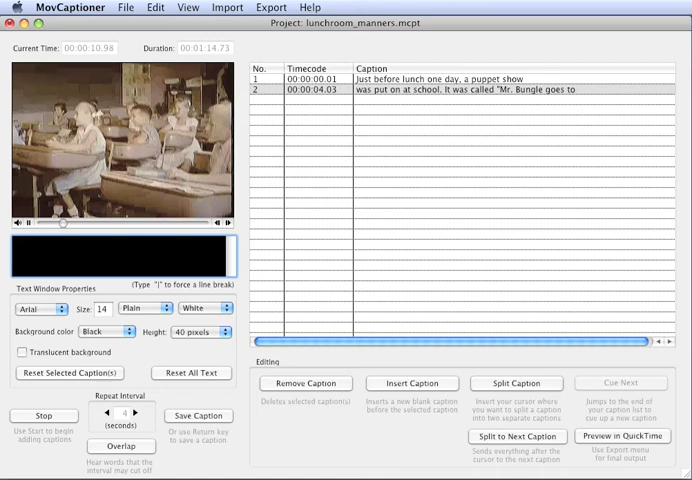 MovCaptioner File Edit View Import Export Help
Project: lunchroom_manners.mcpt
Current Time: 00:00:10.98 Duration: 00:01:14.73
No. Timecode Caption
1 00:00:00.01 Just before lunch one day, a puppet show
2 00:00:04.03 was put on at school. It was called "Mr. Bungle goes to
(Type "|" to force a line break)
Text Window Properties
Arial Size: 14 Plain White
Background color Black Height: 40 pixels
Translucent background
Reset Selected Caption(s) Reset All Text
Repeat Interval
Stop 4 Save Caption
(seconds)
Use Start to begin
adding captions
Or use Return key
to save a caption
Overlap
Hear words that the
interval may cut off
Editing
Remove Caption Insert Caption Split Caption Cue Next
Deletes selected caption(s)
Inserts a new blank caption
before the selected caption
Insert your cursor where
you want to split a caption
into two separate captions
Jumps to the end of
your caption list to
cue up a new caption
Split to Next Caption Preview in QuickTime
Sends everything after the
cursor to the next caption
Use Export menu
for final output